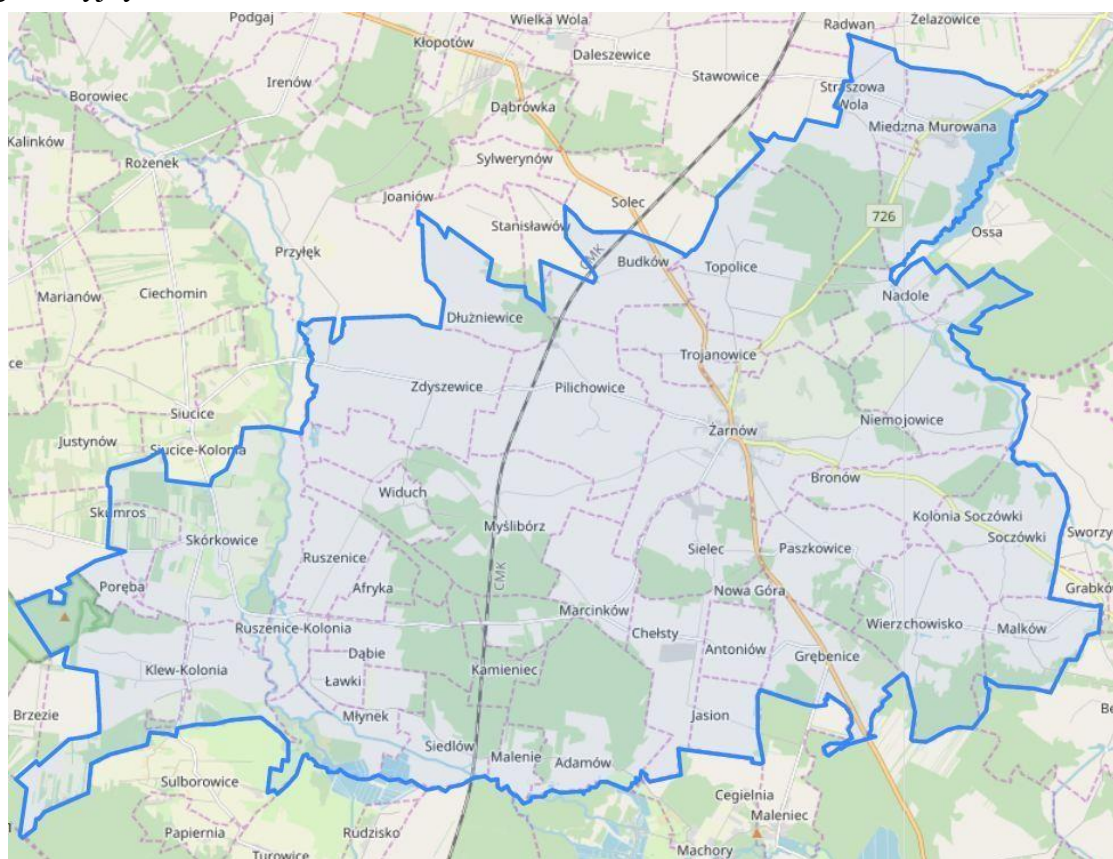 Podgaj
Wielka Wola
Radwan
Żelazowice
Kłopotów
Daleszewice
Irenów
Stawowice
Straszowa
Wola
Borowiec
Dąbrówka
Miedzna Murowana
Kalinków
Rożenek
Sylwerynów
Joaniów
Solec
Stanisławów
726
Ossa
Przyłęk
CMK
Budków
Topolice
Marianów
Ciechomin
Nadole
Dłużniewice
Trojanowice
Zdyszewice
Pilichowice
Siucice
Justynów
Siucice-Kolonia
Żarnów
Niemojowice
Bronów
Widuch
Skumros
Myślibórz
Kolonia Soczówki
Skórkowice
Sielec
Paszkowice
Soczówki
Ruszenice
CMK
Poręba
Afryka
Nowa Góra
Grabków
Marcinków
Ruszenice-Kolonia
Chełsty
Wierzchowisko
Malków
Dąbie
Antoniów
Grębenice
Klew-Kolonia
Kamieniec
Ławki
Brzezie
Młynek
Jasion
Siedlów
Malenie
Adamów
Sulborowice
Cegielnia
Maleniec
Papiernia
Rudzisko
Machory
Turowice